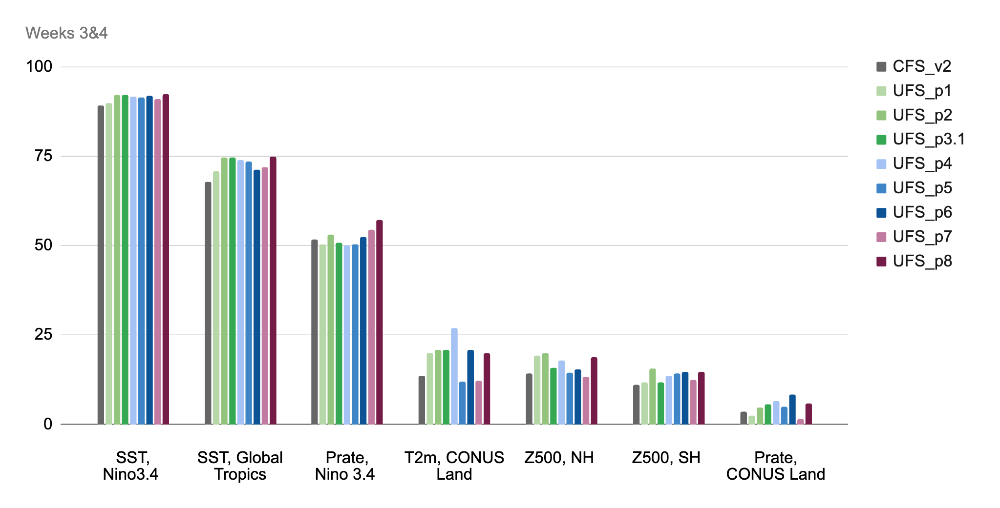 Weeks 3&4
100
75
50
25
0
CFS_v2
UFS_p1
UFS_p2
UFS_p3.1
UFS_p4
UFS_p5
UFS_p6
UFS_p7
UFS_p8
SST,
Nino3.4
SST, Global
Tropics
Prate,
Nino 3.4
T2m, CONUS
Land
Z500, NH
Z500, SH
Prate,
CONUS Land